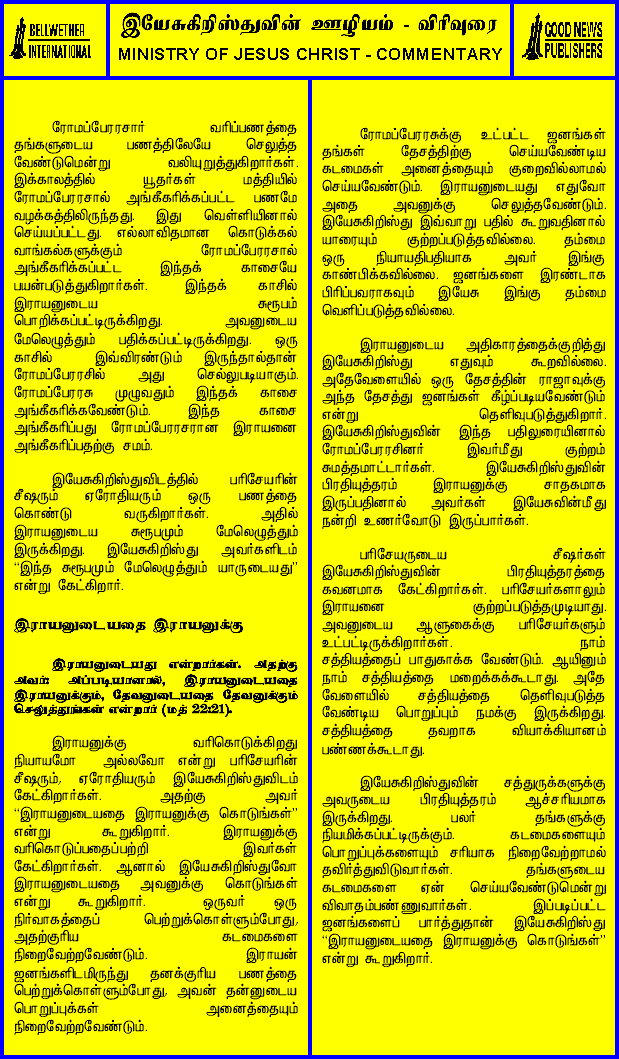 BELLWETHER
INTERNATIONAL
இயேசுகிறிஸ்துவின் ஊழியம் - விரிவுரை
MINISTRY OF JESUS CHRIST - COMMENTARY
GOOD NEWS
PUBLISHERS
ரோமப்பேரரசார் வரிப்பணத்தை
தங்களுடைய பணத்திலேயே செலுத்த
வேண்டுமென்று வலியுறுத்துகிறார்கள்.
இக்காலத்தில் யூதர்கள் மத்தியில்
ரோமப்பேரரசால் அங்கீகரிக்கப்பட்ட பணமே
வழக்கத்திலிருந்தது. இது வெள்ளியினால்
செய்யப்பட்டது. எல்லாவிதமான கொடுக்கல்
வாங்கல்களுக்கும் ரோமப்பேரரசால்
அங்கீகரிக்கப்பட்ட இந்தக் காசையே
பயன்படுத்துகிறார்கள். இந்தக் காசில்
இராயனுடைய சுரூபம்
பொறிக்கப்பட்டிருக்கிறது. அவனுடைய
மேலெழுத்தும் பதிக்கப்பட்டிருக்கிறது. ஒரு
காசில் இவ்விரண்டும் இருந்தால்தான்
ரோமப்பேரரசில் அது செல்லுபடியாகும்.
ரோமப்பேரரசு முழுவதும் இந்தக் காசை
அங்கீகரிக்கவேண்டும். இந்த காசை
அங்கீகரிப்பது ரோமப்பேரரசரான இராயனை
அங்கீகரிப்பதற்கு சமம்.
இயேசுகிறிஸ்துவிடத்தில் பரிசேயரின்
சீஷரும் ஏரோதியரும் ஒரு பணத்தை
கொண்டு வருகிறார்கள். அதில்
இராயனுடைய சுரூபமும் மேலெழுத்தும்
இருக்கிறது. இயேசுகிறிஸ்து அவர்களிடம்
“இந்த சுரூபமும் மேலெழுத்தும் யாருடையது”
என்று கேட்கிறார்.
இராயனுடையதை இராயனுக்கு
இராயனுடையது என்றார்கள். அதற்கு
அவர்: அப்படியானால், இராயனுடையதை
இராயனுக்கும், தேவனுடையதை தேவனுக்கும்
செலுத்துங்கள் என்றார் (மத் 22:21).
இராயனுக்கு வரிகொடுக்கிறது
நியாயமோ அல்லவோ என்று பரிசேயரின்
சீஷரும், ஏரோதியரும் இயேசுகிறிஸ்துவிடம்
கேட்கிறார்கள். அதற்கு அவர்
“இராயனுடையதை இராயனுக்கு கொடுங்கள்”
என்று கூறுகிறார். இராயனுக்கு
வரிகொடுப்பதைப்பற்றி இவர்கள்
கேட்கிறார்கள். ஆனால் இயேசுகிறிஸ்துவோ
இராயனுடையதை அவனுக்கு கொடுங்கள்
என்று கூறுகிறார். ஒருவர் ஒரு
நிர்வாகத்தைப் பெற்றுக்கொள்ளும்போது,
அதற்குரிய கடமைகளை
நிறைவேற்றவேண்டும். இராயன்
ஜனங்களிடமிருந்து தனக்குரிய பணத்தை
பெற்றுக்கொள்ளும்போது, அவன் தன்னுடைய
பொறுப்புக்கள் அனைத்தையும்
நிறைவேற்றவேண்டும்.
ரோமப்பேரரசுக்கு உட்பட்ட ஜனங்கள்
தங்கள் தேசத்திற்கு செய்யவேண்டிய
கடமைகள் அனைத்தையும் குறைவில்லாமல்
செய்யவேண்டும். இராயனுடையது எதுவோ
அதை அவனுக்கு செலுத்தவேண்டும்.
இயேசுகிறிஸ்து இவ்வாறு பதில் கூறுவதினால்
யாரையும் குற்றப்படுத்தவில்லை. தம்மை
ஒரு நியாயதிபதியாக அவர் இங்கு
காண்பிக்கவில்லை. ஜனங்களை இரண்டாக
பிரிப்பவராகவும் இயேசு இங்கு தம்மை
வெளிப்படுத்தவில்லை.
இராயனுடைய அதிகாரத்தைக்குறித்து
இயேசுகிறிஸ்து எதுவும் கூறவில்லை.
அதேவேளையில் ஒரு தேசத்தின் ராஜாவுக்கு
அந்த தேசத்து ஜனங்கள் கீழ்ப்படியவேண்டும்
என்று தெளிவுபடுத்துகிறார்.
இயேசுகிறிஸ்துவின் இந்த பதிலுரையினால்
ரோமப்பேரரசினர் இவர்மீது குற்றம்
சுமத்தமாட்டார்கள். இயேசுகிறிஸ்துவின்
பிரதியுத்தரம் இராயனுக்கு சாதகமாக
இருப்பதினால் அவர்கள் இயேசுவின்மீது
நன்றி உணர்வோடு இருப்பார்கள்.
பரிசேயருடைய சீஷர்கள்
இயேசுகிறிஸ்துவின் பிரதியுத்தரத்தை
கவனமாக கேட்கிறார்கள். பரிசேயர்களாலும்
இராயனை குற்றப்படுத்தமுடியாது.
அவனுடைய ஆளுகைக்கு பரிசேயர்களும்
உட்பட்டிருக்கிறார்கள். நாம்
சத்தியத்தைப் பாதுகாக்க வேண்டும். ஆயினும்
நாம் சத்தியத்தை மறைக்கக்கூடாது. அதே
வேளையில் சத்தியத்தை தெளிவுபடுத்த
வேண்டிய பொறுப்பும் நமக்கு இருக்கிறது.
சத்தியத்தை தவறாக வியாக்கியானம்
பண்ணக்கூடாது.
இயேசுகிறிஸ்துவின் சத்துருக்களுக்கு
அவருடைய பிரதியுத்தரம் ஆச்சரியமாக
இருக்கிறது. பலர் தங்களுக்கு
நியமிக்கப்பட்டிருக்கும். கடமைகளையும்
பொறுப்புக்களையும் சரியாக நிறைவேற்றாமல்
தவிர்த்துவிடுவார்கள். தங்களுடைய
கடமைகளை ஏன் செய்யவேண்டுமென்று
விவாதம்பண்ணுவார்கள். இப்படிப்பட்ட
ஜனங்களைப் பார்த்துதான் இயேசுகிறிஸ்து
“இராயனுடையதை இராயனுக்கு கொடுங்கள்”
என்று கூறுகிறார்.